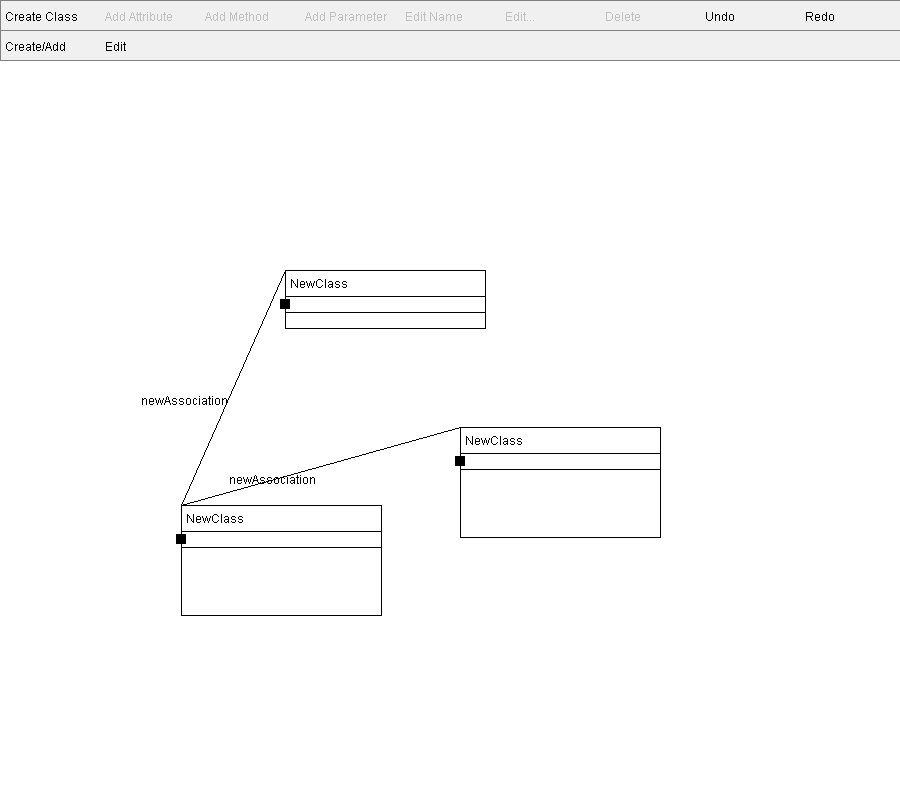 Create Class Add Attribute Add Method Add Parameter Edit Name Edit... Delete Undo Redo
Create/Add Edit
NewClass
newAssociation
NewClass
newAssociation
NewClass